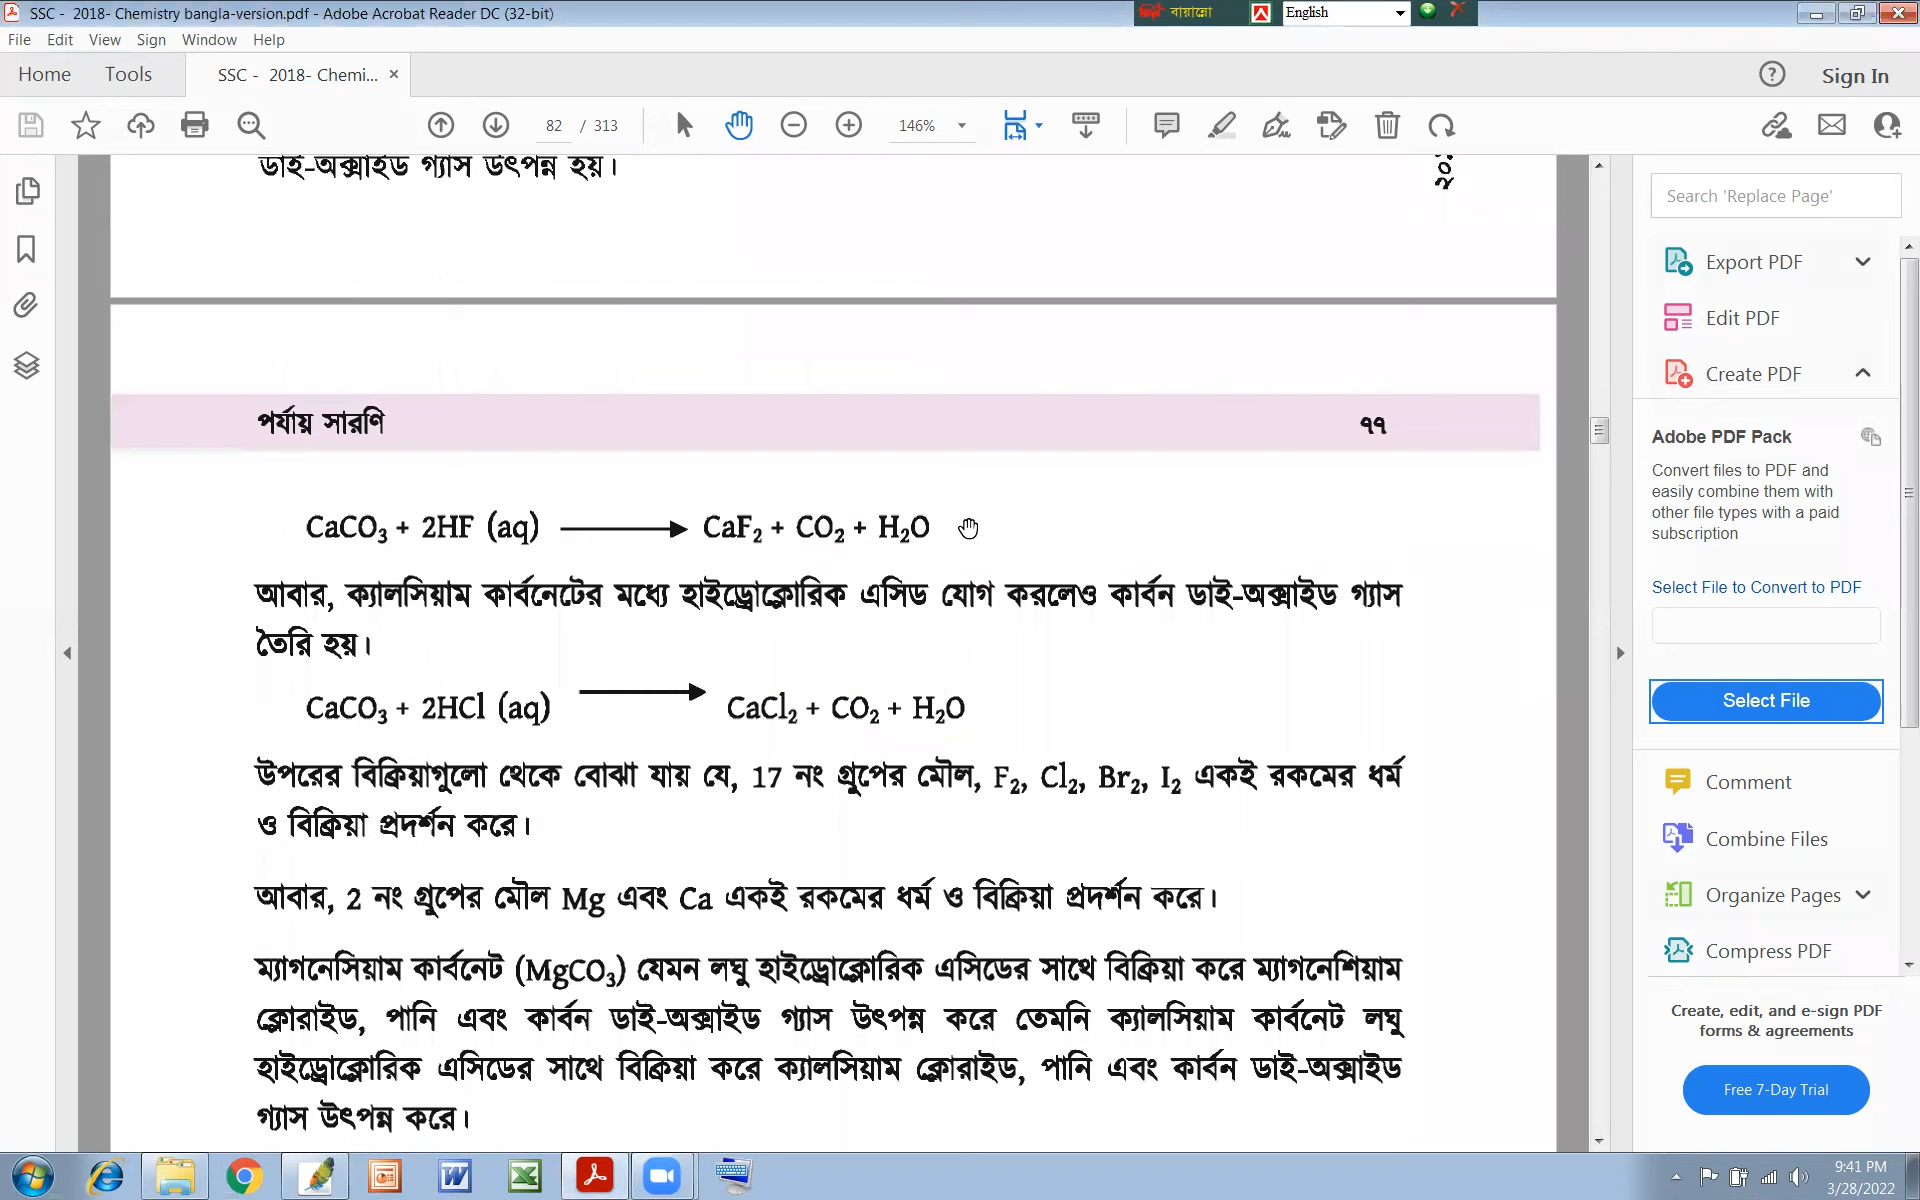 SSC -  2018- Chemistry bangla-version.pdf - Adobe Acrobat Reader DC (32-bit)
বায়ান্নো
English
File Edit View Sign Window Help
Home Tools SSC -  2018- Chemi... × Sign In
82 / 313 146%
ডাই-অক্সাইড গ্যাস উৎপন্ন হয়।
পর্যায় সারণি ৭৭
CaCO₃ + 2HF (aq) ⟶ CaF₂ + CO₂ + H₂O
আবার, ক্যালসিয়াম কার্বনেটের মধ্যে হাইড্রোক্লোরিক এসিড যোগ করলেও কার্বন ডাই-অক্সাইড গ্যাস
তৈরি হয়।
CaCO₃ + 2HCl (aq) ⟶ CaCl₂ + CO₂ + H₂O
উপরের বিক্রিয়াগুলো থেকে বোঝা যায় যে, 17 নং গ্রুপের মৌল, F₂, Cl₂, Br₂, I₂ একই রকমের ধর্ম
ও বিক্রিয়া প্রদর্শন করে।
আবার, 2 নং গ্রুপের মৌল Mg এবং Ca একই রকমের ধর্ম ও বিক্রিয়া প্রদর্শন করে।
ম্যাগনেসিয়াম কার্বনেট (MgCO₃) যেমন লঘু হাইড্রোক্লোরিক এসিডের সাথে বিক্রিয়া করে ম্যাগনেশিয়াম
ক্লোরাইড, পানি এবং কার্বন ডাই-অক্সাইড গ্যাস উৎপন্ন করে তেমনি ক্যালসিয়াম কার্বনেট লঘু
হাইড্রোক্লোরিক এসিডের সাথে বিক্রিয়া করে ক্যালসিয়াম ক্লোরাইড, পানি এবং কার্বন ডাই-অক্সাইড
গ্যাস উৎপন্ন করে।
Search 'Replace Page'
Export PDF
Edit PDF
Create PDF
Adobe PDF Pack
Convert files to PDF and
easily combine them with
other file types with a paid
subscription
Select File to Convert to PDF
Select File
Comment
Combine Files
Organize Pages
Compress PDF
Create, edit, and e-sign PDF
forms & agreements
Free 7-Day Trial
9:41 PM
3/28/2022